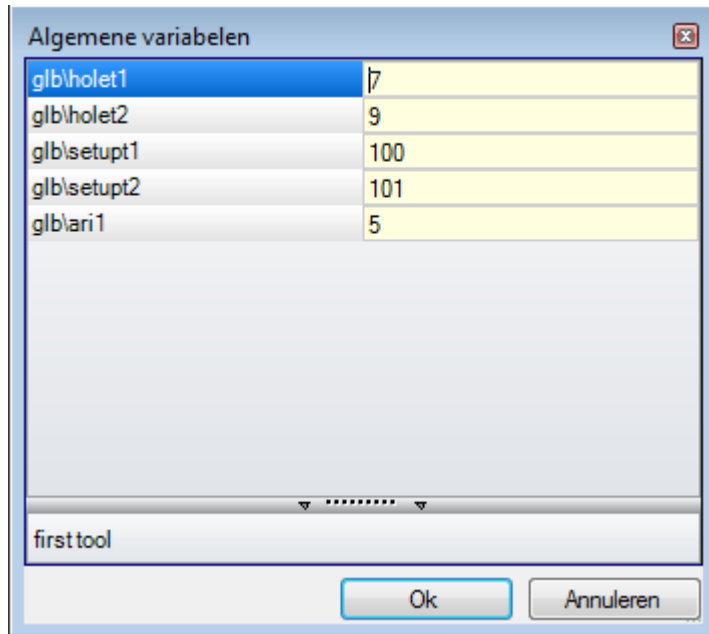 Algemene variabelen
glb\holet1 7
glb\holet2 9
glb\setupt1 100
glb\setupt2 101
glb\ari1 5
first tool
Ok Annuleren